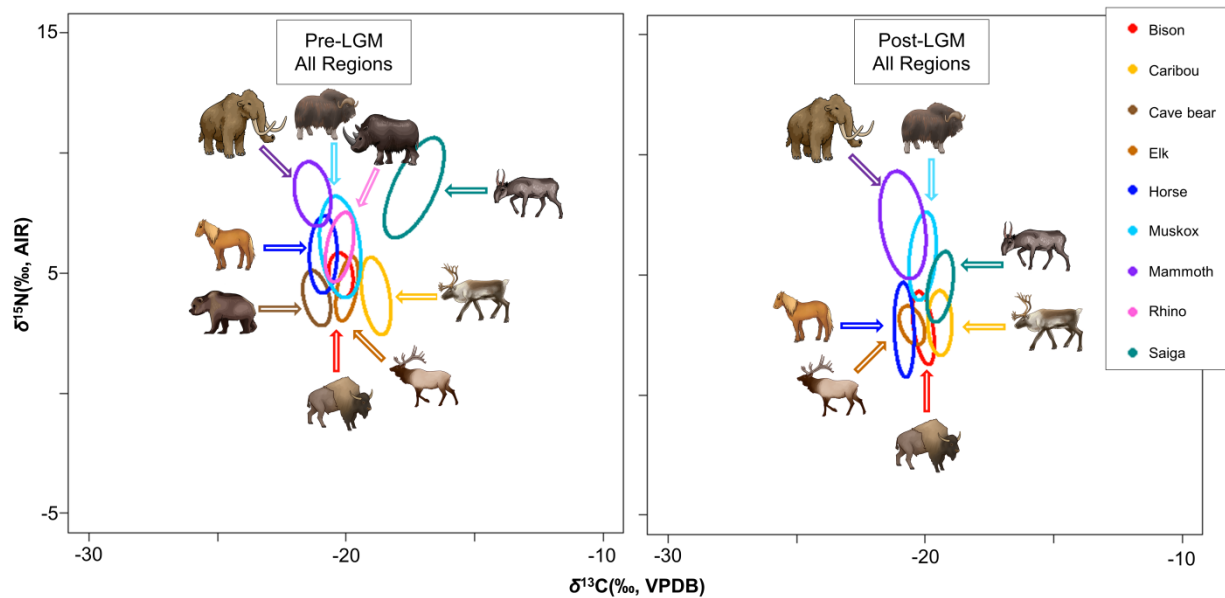 15
5
-5
δ¹⁵N(‰, AIR)
Pre-LGM
All Regions
Post-LGM
All Regions
Bison
Caribou
Cave bear
Elk
Horse
Muskox
Mammoth
Rhino
Saiga
-30
-20
-10
-30
-20
-10
δ¹³C(‰, VPDB)